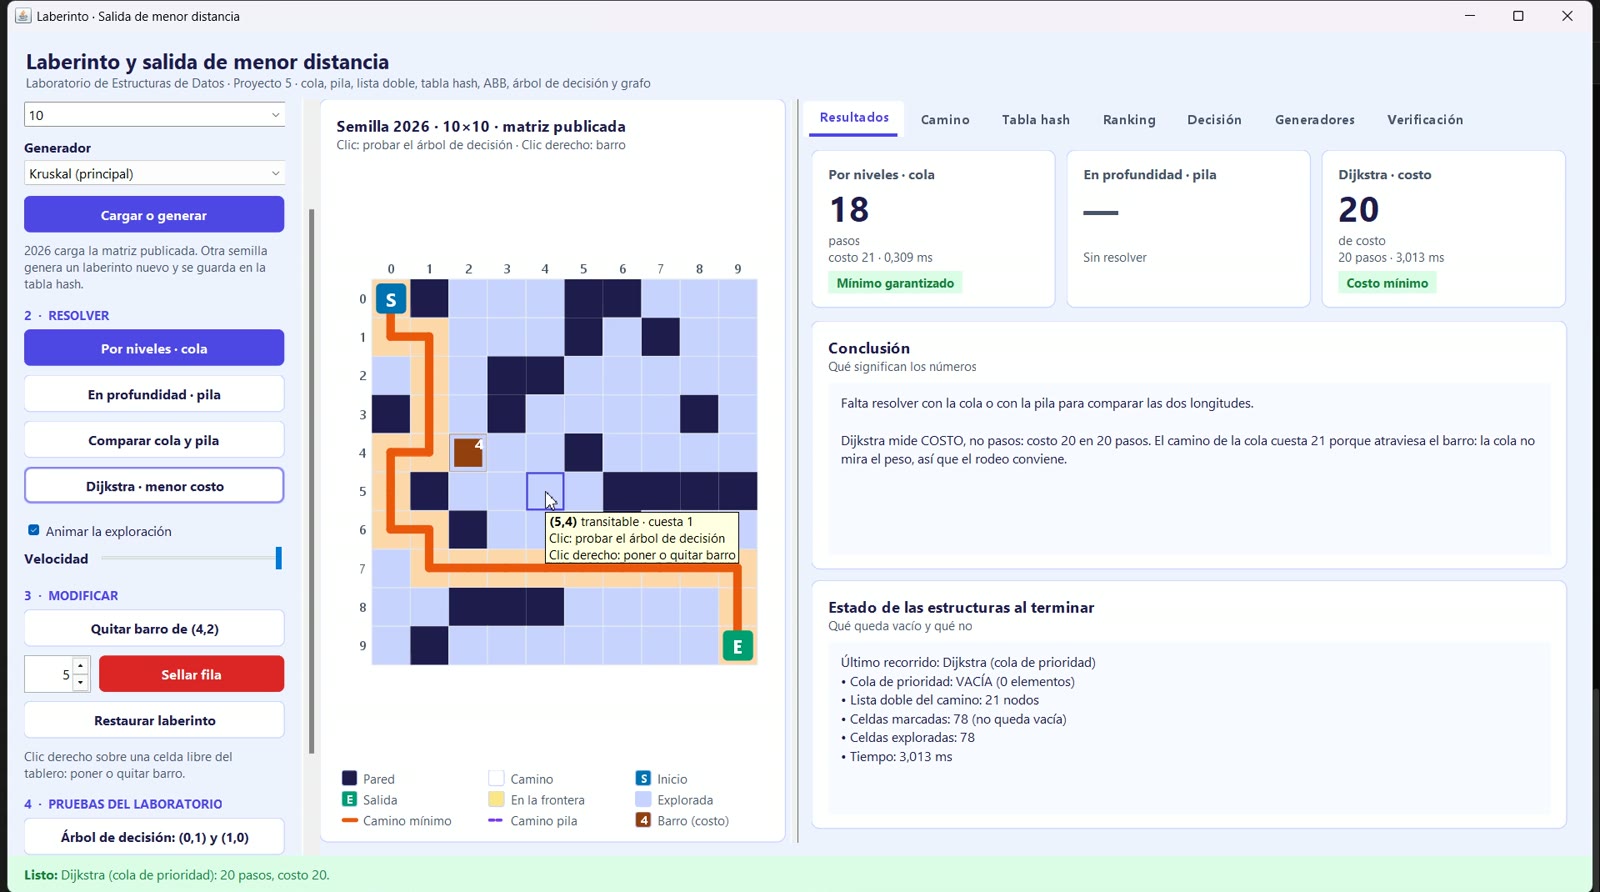 Laberinto · Salida de menor distancia
Laberinto y salida de menor distancia
Laboratorio de Estructuras de Datos · Proyecto 5 · cola, pila, lista doble, tabla hash, ABB, árbol de decisión y grafo
10
Generador
Kruskal (principal)
Cargar o generar
2026 carga la matriz publicada. Otra semilla
genera un laberinto nuevo y se guarda en la
tabla hash.
2 · RESOLVER
Por niveles · cola
En profundidad · pila
Comparar cola y pila
Dijkstra · menor costo
Animar la exploración
Velocidad
3 · MODIFICAR
Quitar barro de (4,2)
5
Sellar fila
Restaurar laberinto
Clic derecho sobre una celda libre del
tablero: poner o quitar barro.
4 · PRUEBAS DEL LABORATORIO
Árbol de decisión: (0,1) y (1,0)
Semilla 2026 · 10×10 · matriz publicada
Clic: probar el árbol de decisión · Clic derecho: barro
0 1 2 3 4 5 6 7 8 9
0 S
1
2
3
4 4
5
(5,4) transitable · cuesta 1
6
Clic: probar el árbol de decisión
Clic derecho: poner o quitar barro
7
8
9 E
Pared
Camino
S Inicio
E Salida
En la frontera
Explorada
Camino mínimo
Camino pila
4 Barro (costo)
Resultados
Camino
Tabla hash
Ranking
Decisión
Generadores
Verificación
Por niveles · cola
18
pasos
costo 21 · 0,309 ms
Mínimo garantizado
En profundidad · pila
—
Sin resolver
Dijkstra · costo
20
de costo
20 pasos · 3,013 ms
Costo mínimo
Conclusión
Qué significan los números
Falta resolver con la cola o con la pila para comparar las dos longitudes.
Dijkstra mide COSTO, no pasos: costo 20 en 20 pasos. El camino de la cola cuesta 21 porque atraviesa el barro: la cola no
mira el peso, así que el rodeo conviene.
Estado de las estructuras al terminar
Qué queda vacío y qué no
Último recorrido: Dijkstra (cola de prioridad)
• Cola de prioridad: VACÍA (0 elementos)
• Lista doble del camino: 21 nodos
• Celdas marcadas: 78 (no queda vacía)
• Celdas exploradas: 78
• Tiempo: 3,013 ms
Listo: Dijkstra (cola de prioridad): 20 pasos, costo 20.